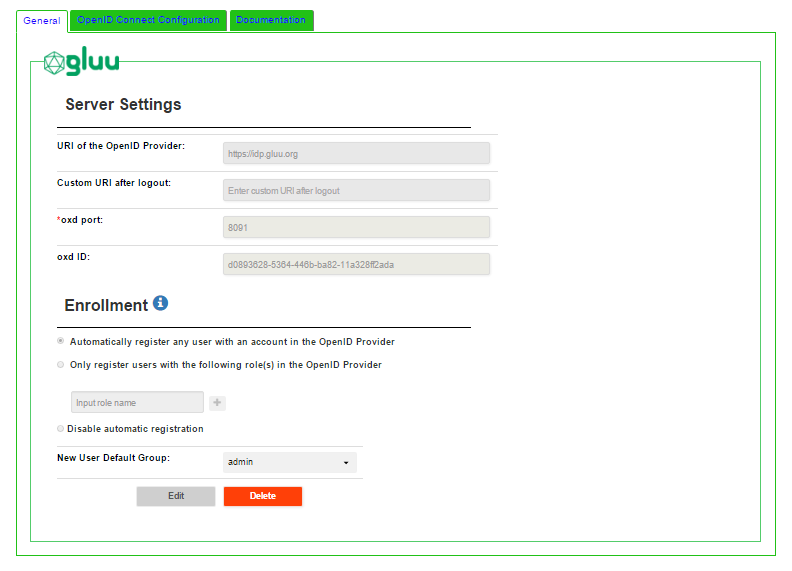 General OpenID Connect Configuration Documentation
gluu
Server Settings
URI of the OpenID Provider: https://idp.gluu.org
Custom URI after logout: Enter custom URI after logout
*oxd port: 8091
oxd ID: d0893628-5364-446b-ba82-11a328ff2ada
Enrollment
Automatically register any user with an account in the OpenID Provider
Only register users with the following role(s) in the OpenID Provider
Input role name +
Disable automatic registration
New User Default Group: admin
Edit Delete